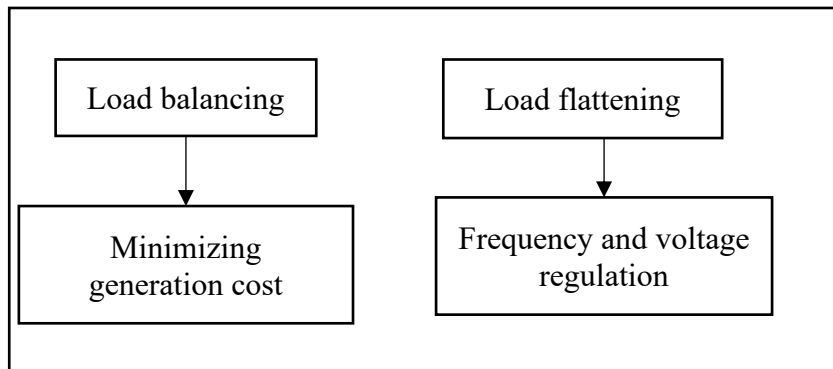 Load balancing
Load flattening
Minimizing
generation cost
Frequency and voltage
regulation